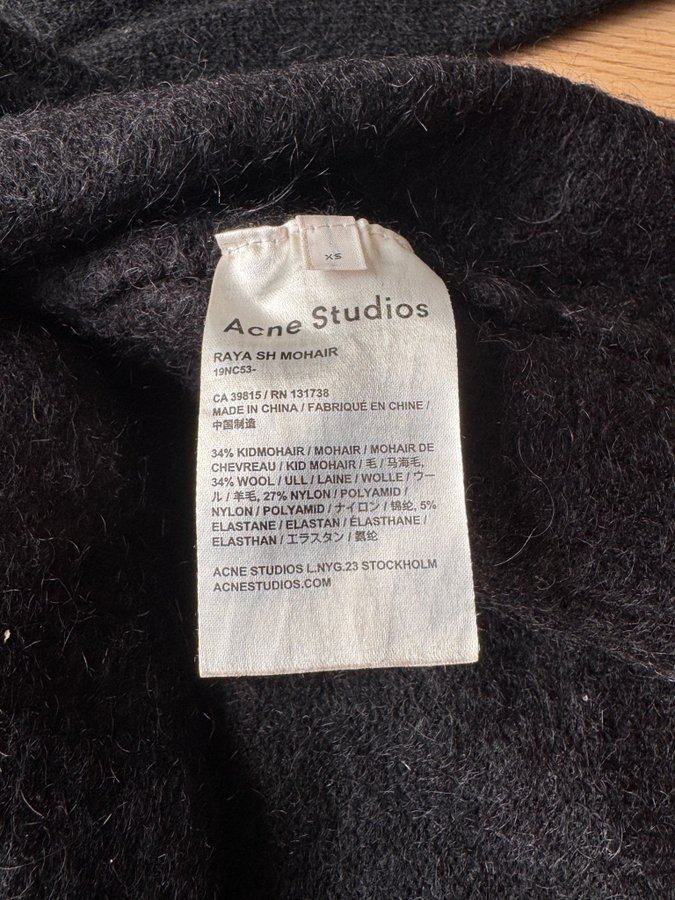 XS
Acne Studios
RAYA SH MOHAIR
19NC53-
CA 39815 / RN 131738
MADE IN CHINA / FABRIQUÉ EN CHINE /
中国制造
34% KIDMOHAIR / MOHAIR / MOHAIR DE
CHEVREAU / KID MOHAIR / 毛 / 马海毛,
34% WOOL / ULL / LAINE / WOLLE / ウー
ル / 羊毛, 27% NYLON / POLYAMID /
NYLON / POLYAMID / ナイロン / 锦纶, 5%
ELASTANE / ELASTAN / ÉLASTHANE /
ELASTHAN / エラスタン / 氨纶
ACNE STUDIOS L.NYG.23 STOCKHOLM
ACNESTUDIOS.COM